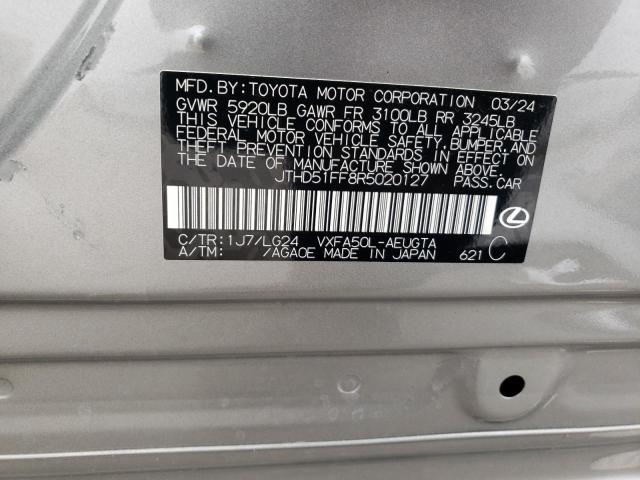 MFD. BY: TOYOTA MOTOR CORPORATION 03/24
GVWR 5920LB GAWR FR 3100LB RR 3245LB
THIS VEHICLE CONFORMS TO ALL APPLICABLE
FEDERAL MOTOR VEHICLE SAFETY, BUMPER, AND
THEFT PREVENTION STANDARDS IN EFFECT ON
THE DATE OF MANUFACTURE SHOWN ABOVE.
JTHD51FF8R5020127 PASS. CAR
C/TR: 1J7/LG24 VXFA50L-AEUGTA C
A/TM: /AGA0E MADE IN JAPAN 621